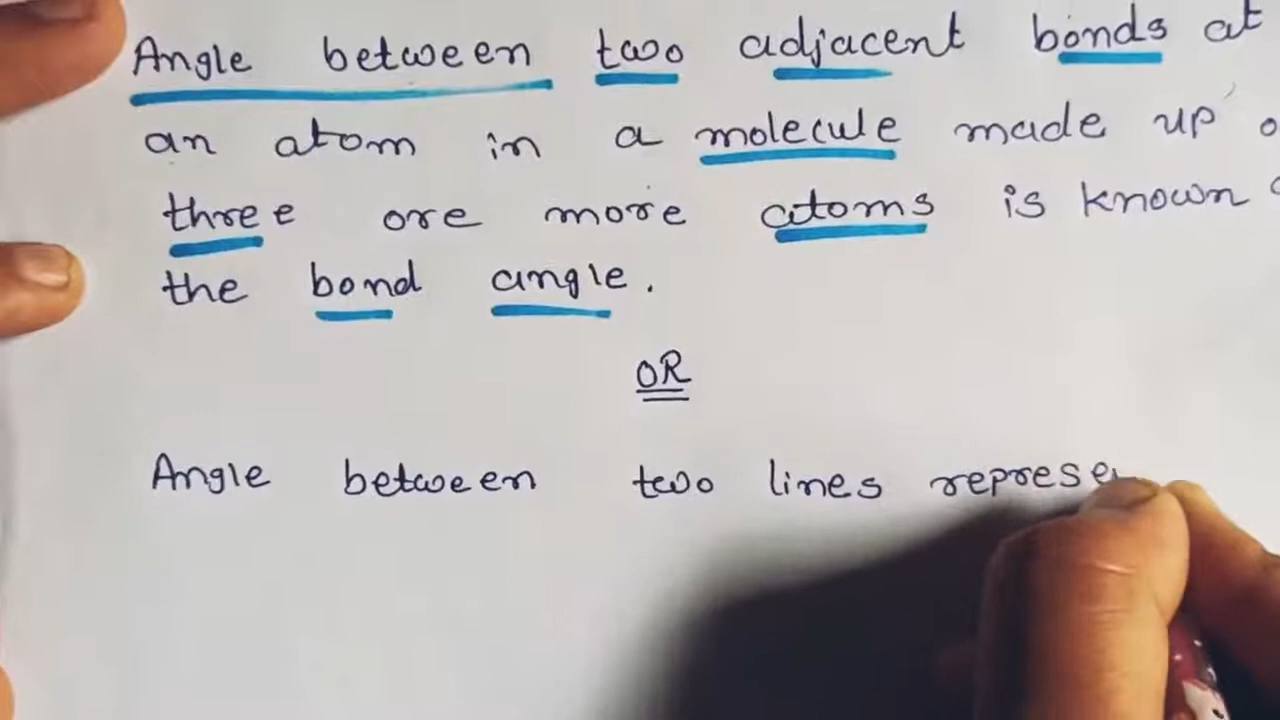 Angle between two adjacent bonds at
an atom in a molecule made up
three ore more atoms is known
the bond angle.
OR
Angle between two lines represe